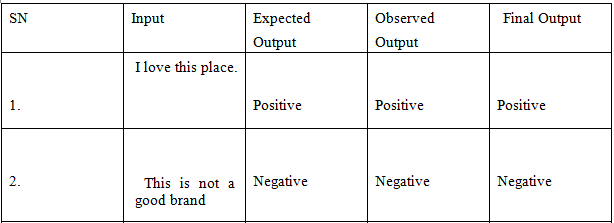 SN Input Expected Output Observed Output Final Output
1. I love this place. Positive Positive Positive
2. This is not a good brand Negative Negative Negative